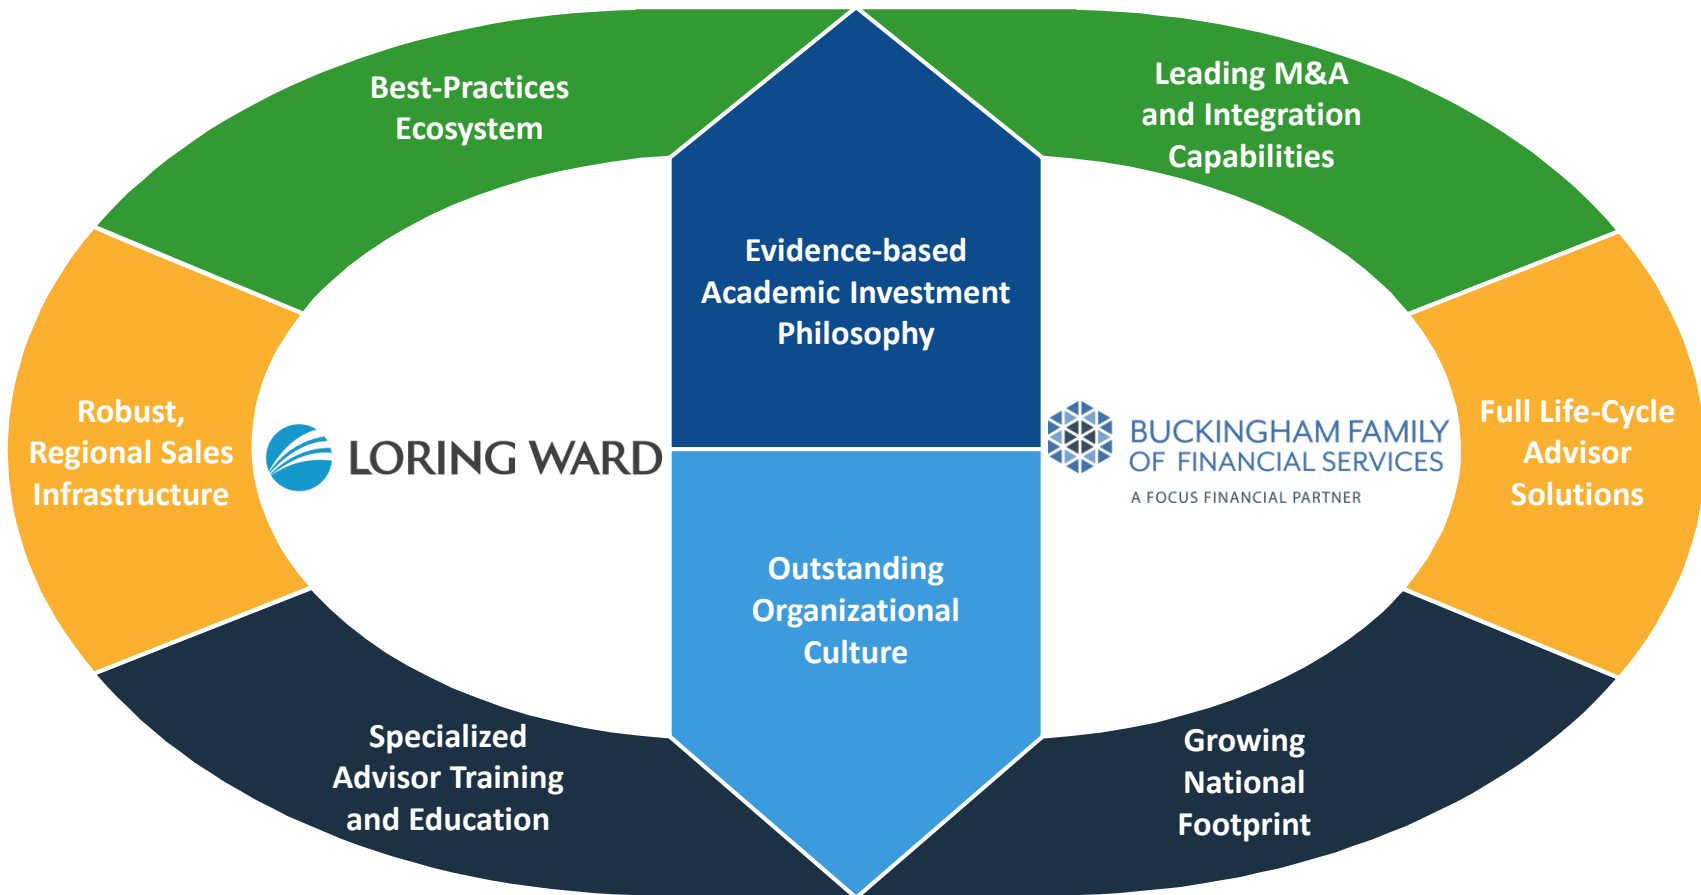 Best-Practices
Ecosystem
Leading M&A
and Integration
Capabilities
Evidence-based
Academic Investment
Philosophy
Robust,
Regional Sales
Infrastructure
LORING WARD
BUCKINGHAM FAMILY
OF FINANCIAL SERVICES
A FOCUS FINANCIAL PARTNER
Full Life-Cycle
Advisor
Solutions
Outstanding
Organizational
Culture
Specialized
Advisor Training
and Education
Growing
National
Footprint